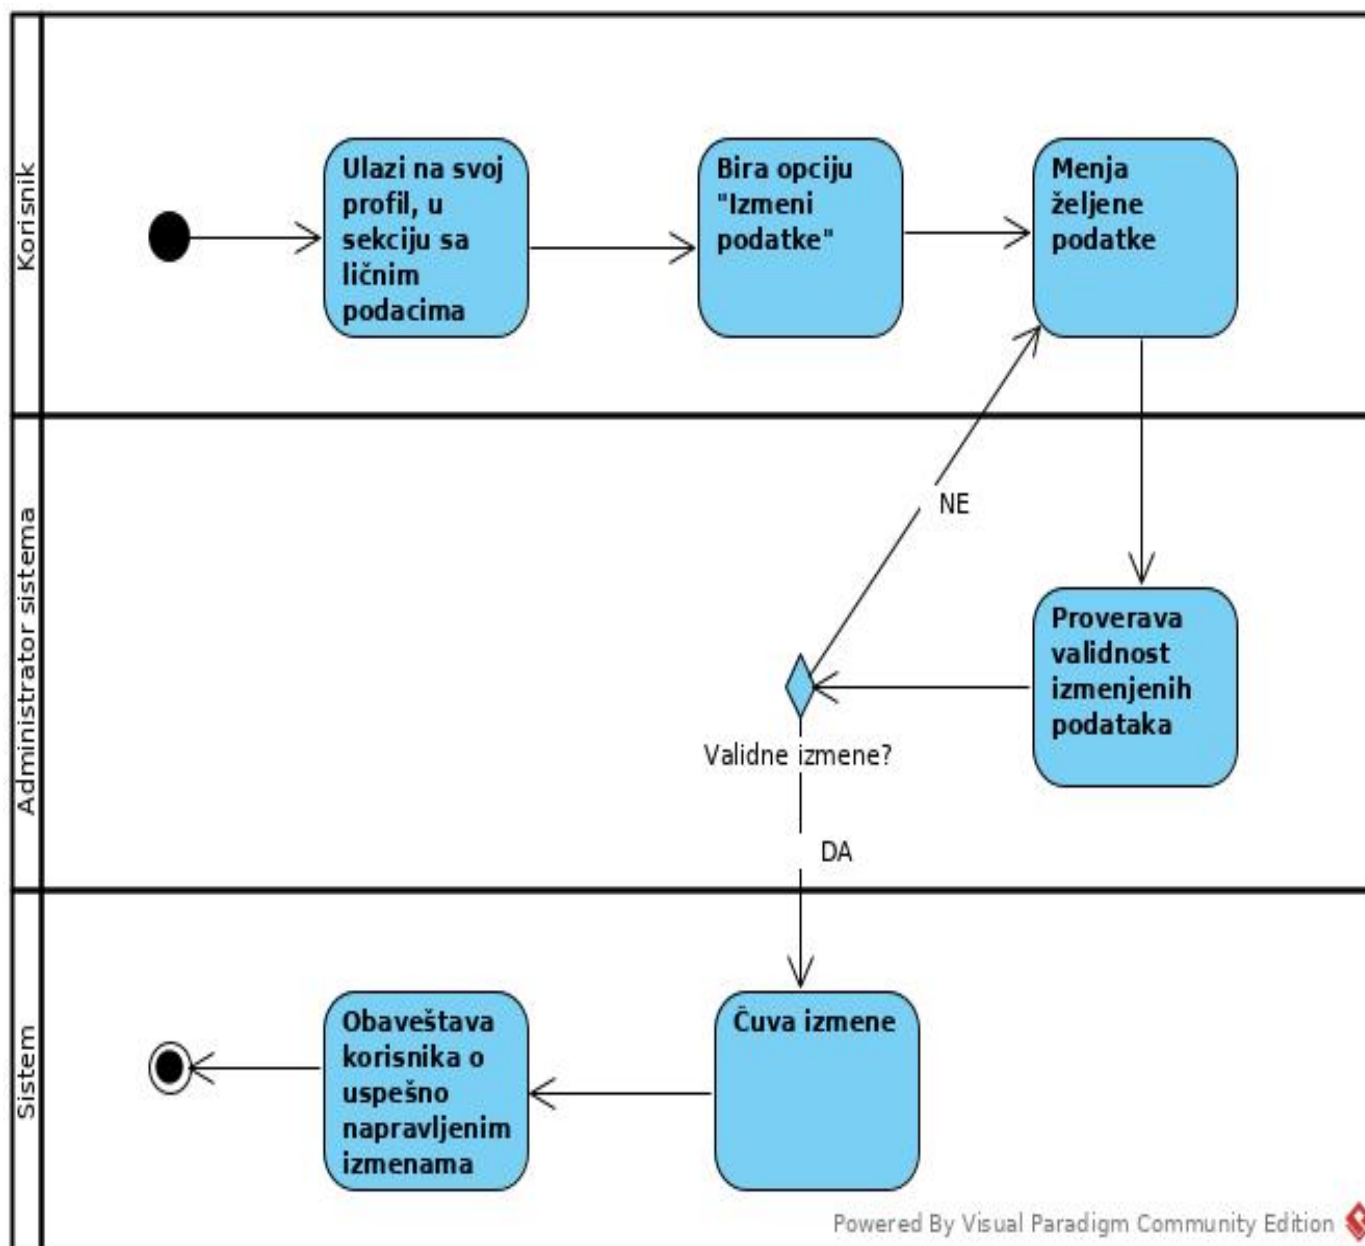 Korisnik
Ulazi na svoj
profil, u
sekciju sa
ličnim
podacima
Bira opciju
"Izmeni
podatke"
Menja
željene
podatke
Administrator sistema
NE
Proverava
validnost
izmenjenih
podataka
Validne izmene?
DA
Sistem
Obaveštava
korisnika o
uspešno
napravljenim
izmenama
Čuva izmene
Powered By Visual Paradigm Community Edition